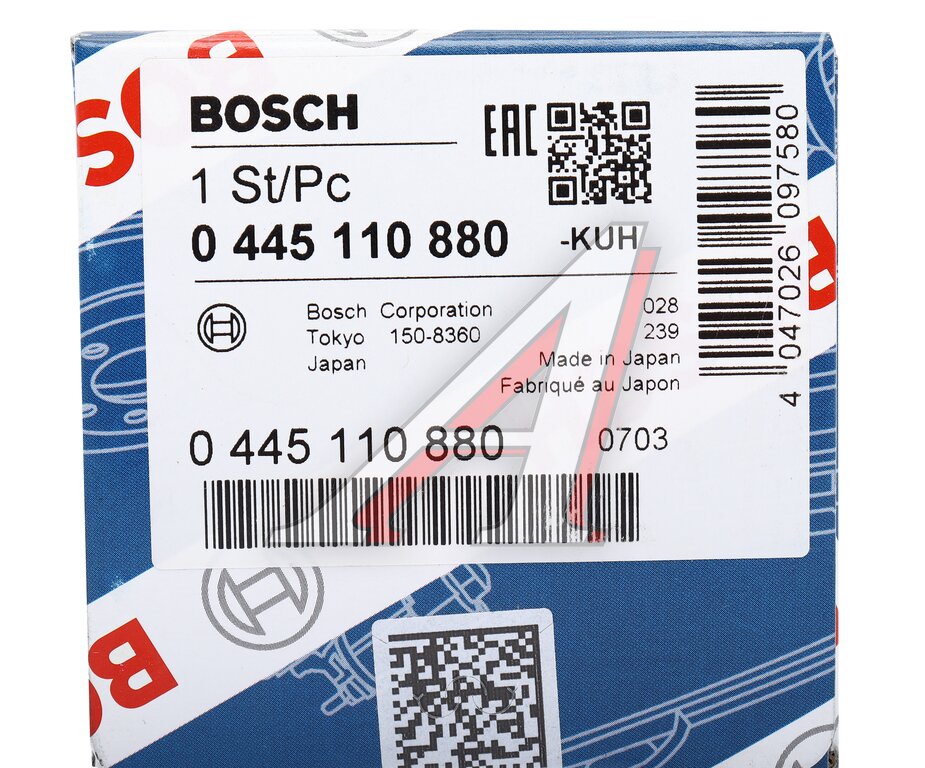 BOSCH
EAC
1 St/Pc
0 445 110 880 -KUH
Bosch Corporation
Tokyo 150-8360
Japan
028
239
Made in Japan
Fabriqué au Japon
0 445 110 880 0703
4 047026 097580